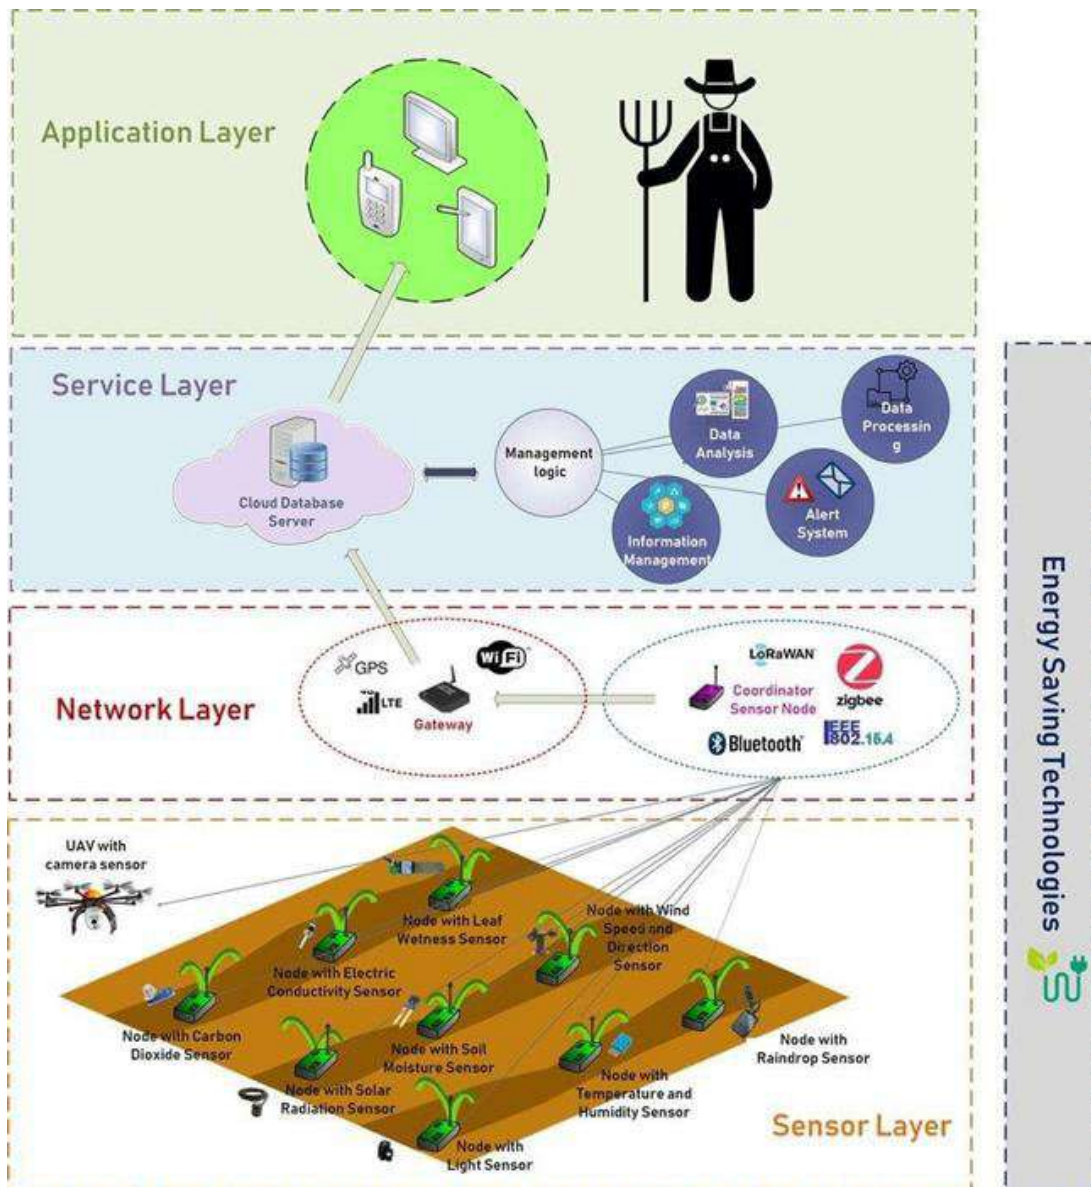 Application Layer
Service Layer
Cloud Database
Server
Management
logic
Data
Analysis
Data
Processin
g
Information
Management
Alert
System
Network Layer
GPS
4G LTE
WiFi
Gateway
LoRaWAN
Coordinator
Sensor Node
zigbee
Bluetooth
IEEE
802.15.4
UAV with
camera sensor
Node with Leaf
Wetness Sensor
Node with Wind
Speed and
Direction
Sensor
Node with Electric
Conductivity Sensor
Node with Carbon
Dioxide Sensor
Node with Soil
Moisture Sensor
Node with
Raindrop Sensor
Node with Solar
Radiation Sensor
Node with
Temperature and
Humidity Sensor
Node with
Light Sensor
Sensor Layer
Energy Saving Technologies